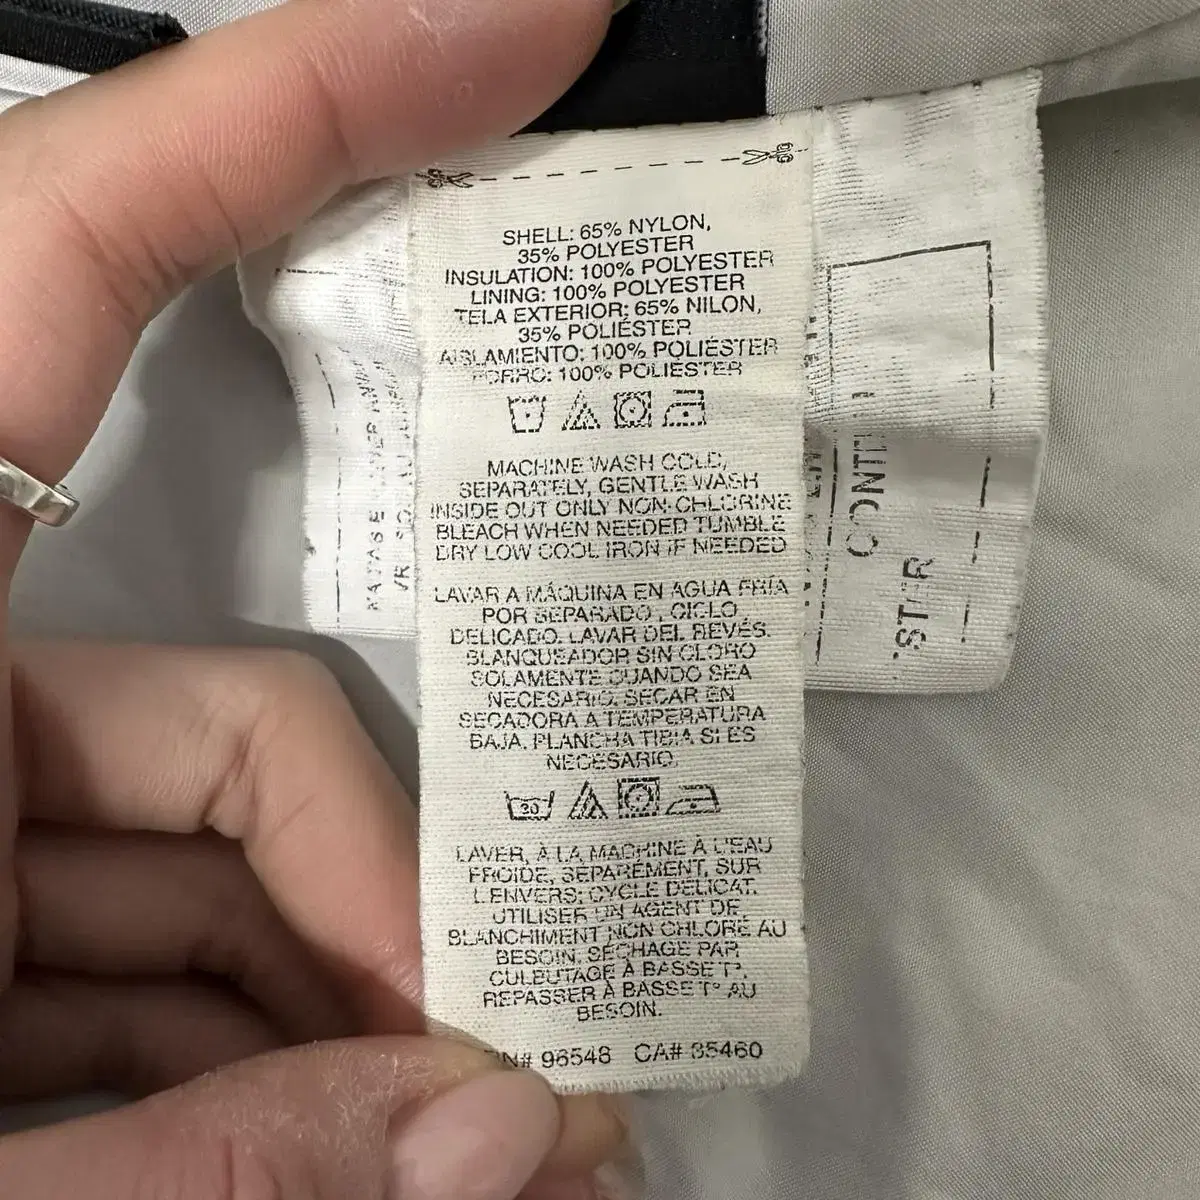 SHELL: 65% NYLON,
35% POLYESTER
INSULATION: 100% POLYESTER
LINING: 100% POLYESTER
TELA EXTERIOR: 65% NILON,
35% POLIÉSTER
AISLAMIENTO: 100% POLIÉSTER
FORRO: 100% POLIESTER
MACHINE WASH COLD,
SEPARATELY, GENTLE WASH
INSIDE OUT ONLY NON-CHLORINE
BLEACH WHEN NEEDED TUMBLE
DRY LOW COOL IRON IF NEEDED
LAVAR A MÁQUINA EN AGUA FRÍA
POR SEPARADO, CICLO
DELICADO. LAVAR DEL REVÉS.
BLANQUEADOR SIN CLORO
SOLAMENTE CUANDO SEA
NECESARIO. SECAR EN
SECADORA A TEMPERATURA
BAJA. PLANCHA TIBIA SI ES
NECESARIO.
30
LAVER, À LA MACHINE À L'EAU
FROIDE, SÉPARÉMENT, SUR
L'ENVERS; CYCLE DÉLICAT.
UTILISER UN AGENT DE
BLANCHIMENT NON CHLORÉ AU
BESOIN. SÉCHAGE PAR
CULBUTAGE À BASSE T°.
REPASSER À BASSE T° AU
BESOIN.
N# 96548 CA# 35460
CONT
STER